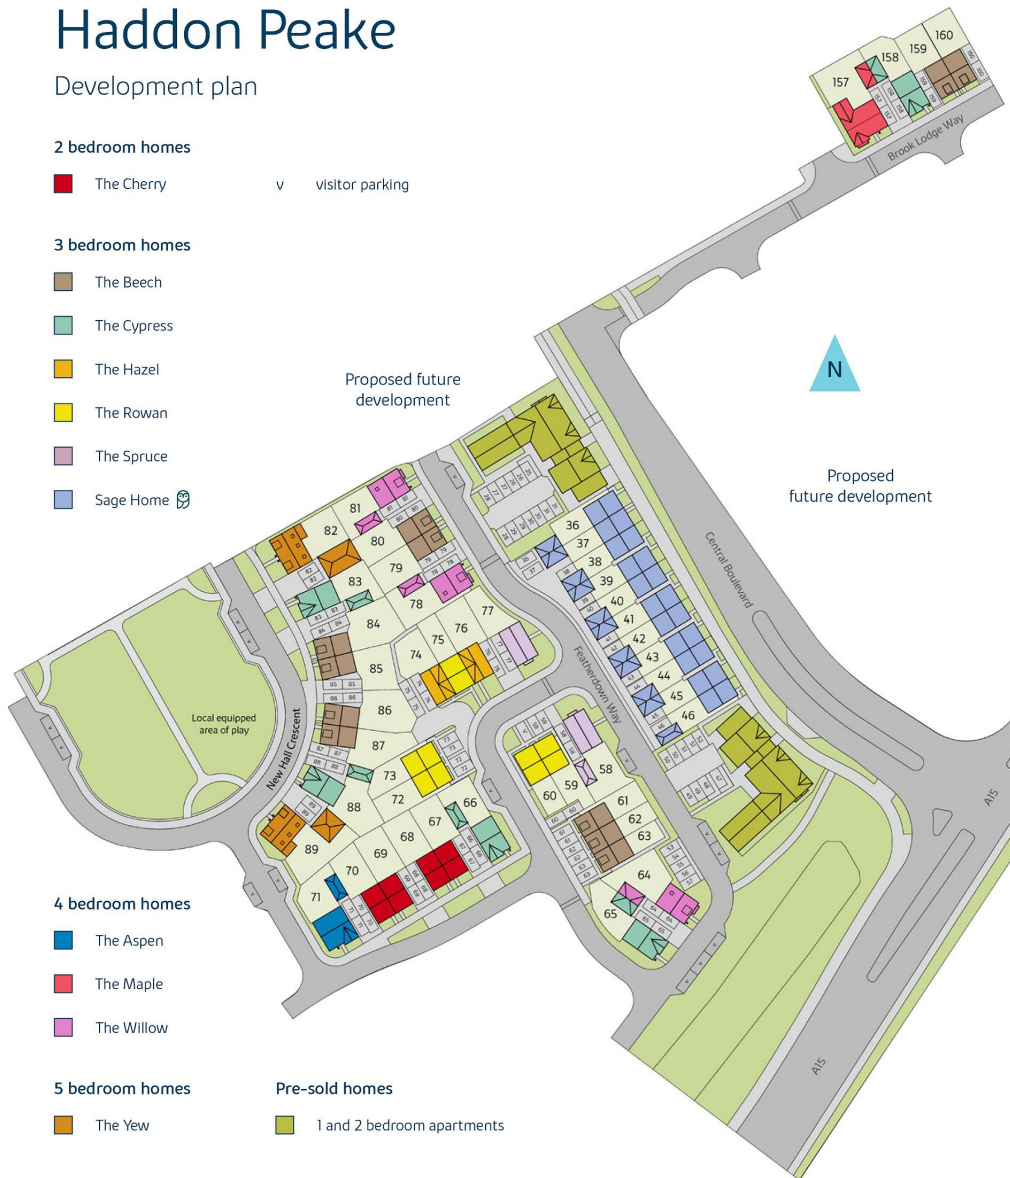 Haddon Peake
Development plan
2 bedroom homes
The Cherry
v visitor parking
3 bedroom homes
The Beech
The Cypress
The Hazel
The Rowan
The Spruce
Sage Home
4 bedroom homes
The Aspen
The Maple
The Willow
5 bedroom homes
The Yew
Pre-sold homes
1 and 2 bedroom apartments
157
158
159
160
Brook Lodge Way
N
Proposed future
development
Proposed
future development
Central Boulevard
Featherdown Way
New Hall Crescent
Local equipped
area of play
A15
A15
36
37
38
39
40
41
42
43
44
45
46
58
59
60
61
62
63
64
65
66
67
68
69
70
71
72
73
74
75
76
77
78
79
80
81
82
83
84
85
86
87
88
89